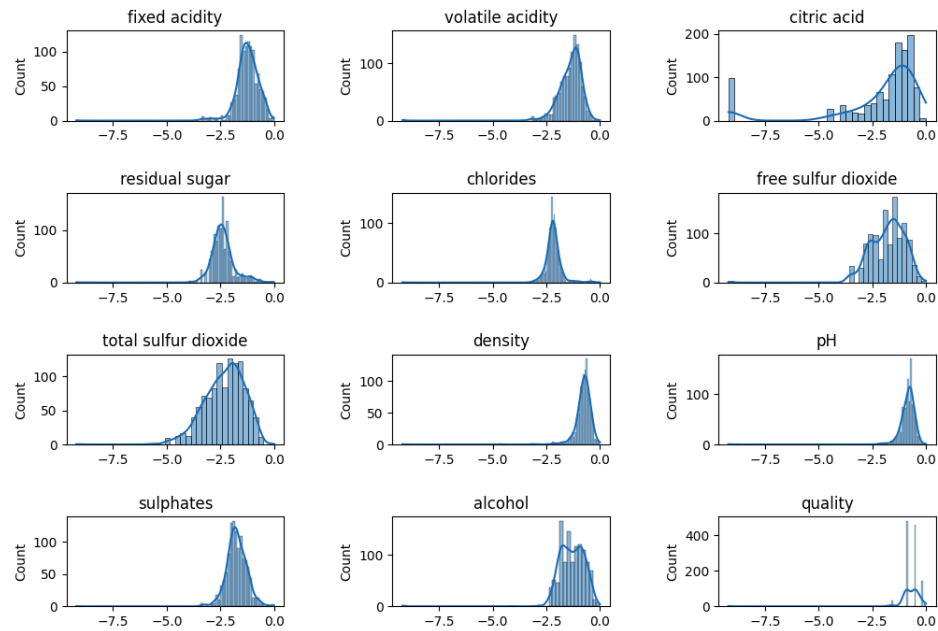 fixed acidity
volatile acidity
citric acid
Count
100
50
0
−7.5 −5.0 −2.5 0.0
Count
100
50
0
−7.5 −5.0 −2.5 0.0
Count
200
100
0
−7.5 −5.0 −2.5 0.0
residual sugar
chlorides
free sulfur dioxide
Count
100
0
−7.5 −5.0 −2.5 0.0
Count
100
0
−7.5 −5.0 −2.5 0.0
Count
100
0
−7.5 −5.0 −2.5 0.0
total sulfur dioxide
density
pH
Count
100
50
0
−7.5 −5.0 −2.5 0.0
Count
100
50
0
−7.5 −5.0 −2.5 0.0
Count
100
0
−7.5 −5.0 −2.5 0.0
sulphates
alcohol
quality
Count
100
50
0
−7.5 −5.0 −2.5 0.0
Count
100
0
−7.5 −5.0 −2.5 0.0
Count
400
200
0
−7.5 −5.0 −2.5 0.0